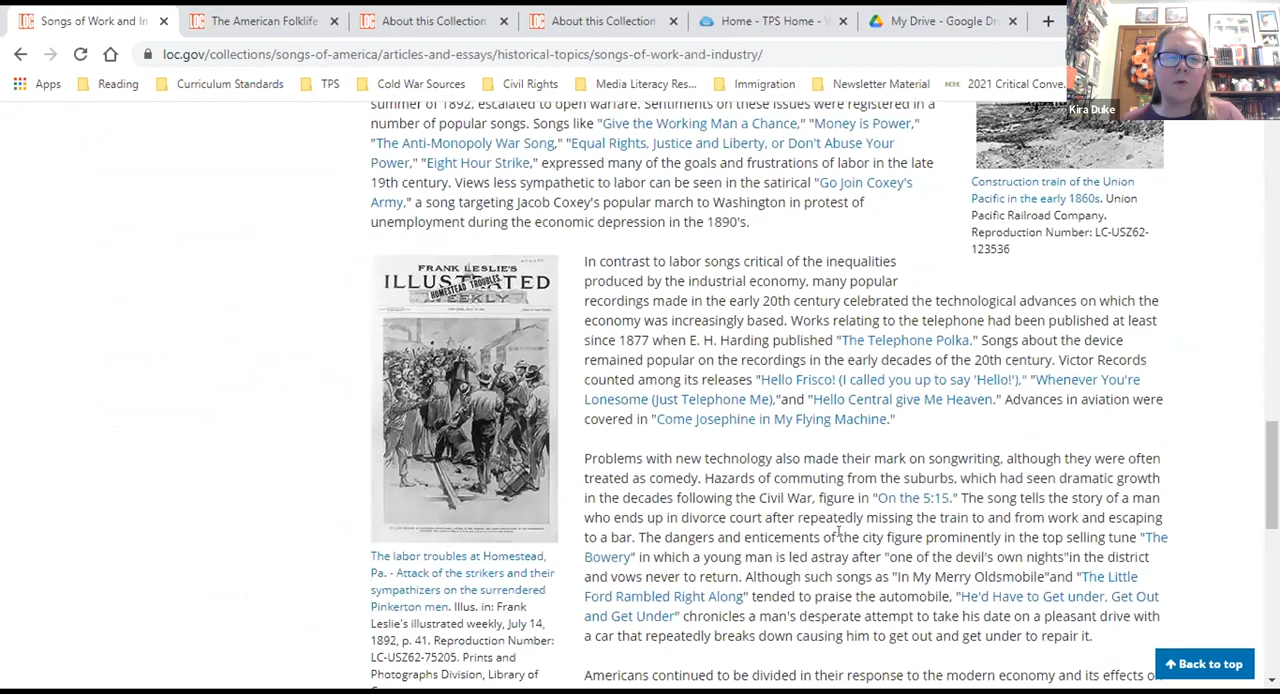 Songs of Work and In
The American Folklife
About this Collection
About this Collection
Home - TPS Home - W
My Drive - Google Dri
loc.gov/collections/songs-of-america/articles-and-essays/historical-topics/songs-of-work-and-industry/
Apps
Reading
Curriculum Standards
TPS
Cold War Sources
Civil Rights
Media Literacy Res...
Immigration
Newsletter Material
2021 Critical Conve...
Kira Duke
summer of 1892, escalated to open warfare. Sentiments on these issues were registered in a
number of popular songs. Songs like "Give the Working Man a Chance," "Money is Power,"
"The Anti-Monopoly War Song," "Equal Rights, Justice and Liberty, or Don't Abuse Your
Power," "Eight Hour Strike," expressed many of the goals and frustrations of labor in the late
19th century. Views less sympathetic to labor can be seen in the satirical "Go Join Coxey's
Army," a song targeting Jacob Coxey's popular march to Washington in protest of
unemployment during the economic depression in the 1890's.
Construction train of the Union
Pacific in the early 1860s. Union
Pacific Railroad Company.
Reproduction Number: LC-USZ62-
123536
FRANK LESLIE'S
ILLUSTRATED
HOMESTEAD TROUBLES
WEEKLY
The labor troubles at Homestead,
Pa. - Attack of the strikers and their
sympathizers on the surrendered
Pinkerton men. Illus. in: Frank
Leslie's illustrated weekly, July 14,
1892, p. 41. Reproduction Number:
LC-USZ62-75205. Prints and
Photographs Division, Library of
In contrast to labor songs critical of the inequalities
produced by the industrial economy, many popular
recordings made in the early 20th century celebrated the technological advances on which the
economy was increasingly based. Works relating to the telephone had been published at least
since 1877 when E. H. Harding published "The Telephone Polka." Songs about the device
remained popular on the recordings in the early decades of the 20th century. Victor Records
counted among its releases "Hello Frisco! (I called you up to say 'Hello!')," "Whenever You're
Lonesome (Just Telephone Me),"and "Hello Central give Me Heaven." Advances in aviation were
covered in "Come Josephine in My Flying Machine."
Problems with new technology also made their mark on songwriting, although they were often
treated as comedy. Hazards of commuting from the suburbs, which had seen dramatic growth
in the decades following the Civil War, figure in "On the 5:15." The song tells the story of a man
who ends up in divorce court after repeatedly missing the train to and from work and escaping
to a bar. The dangers and enticements of the city figure prominently in the top selling tune "The
Bowery" in which a young man is led astray after "one of the devil's own nights"in the district
and vows never to return. Although such songs as "In My Merry Oldsmobile"and "The Little
Ford Rambled Right Along" tended to praise the automobile, "He'd Have to Get under, Get Out
and Get Under" chronicles a man's desperate attempt to take his date on a pleasant drive with
a car that repeatedly breaks down causing him to get out and get under to repair it.
Americans continued to be divided in their response to the modern economy and its effects
Back to top